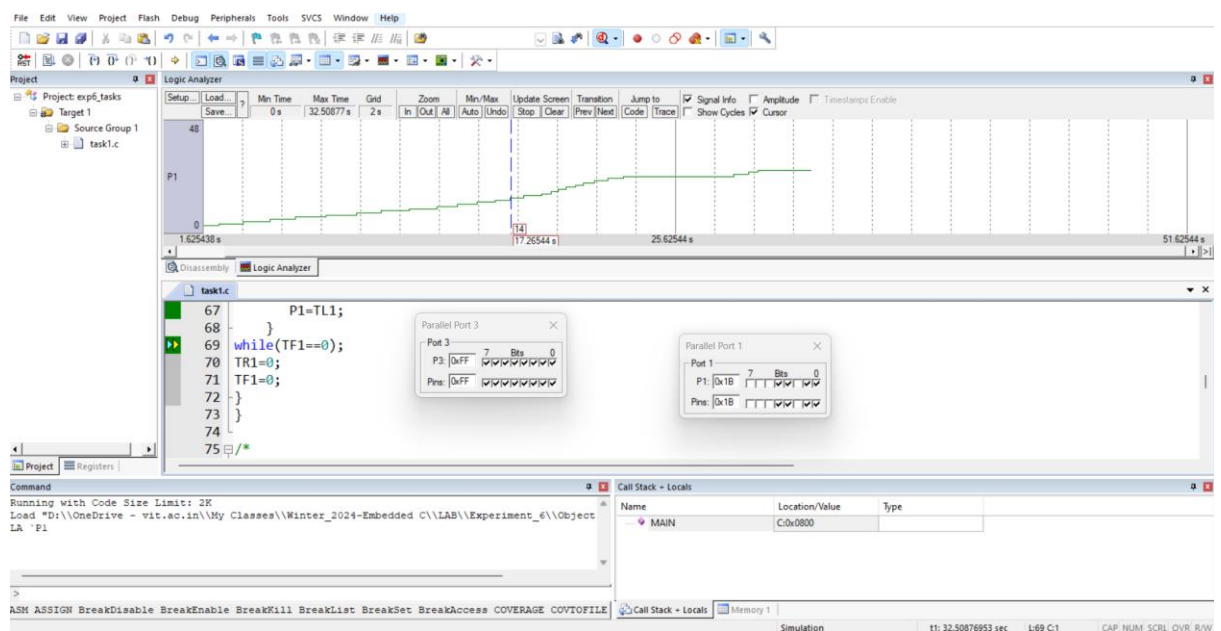 File Edit View Project Flash Debug Peripherals Tools SVCS Window Help
RST
Project
Project: exp6_tasks
Target 1
Source Group 1
task1.c
Project Registers
Logic Analyzer
Setup... Load... ? Min Time Max Time Grid Zoom Min/Max Update Screen Transition Jump to Signal Info Amplitude Timestamps Enable
Save... 0 s 32.50877 s 2 s In Out All Auto Undo Stop Clear Prev Next Code Trace Show Cycles Cursor
48
P1
0
14
1.625438 s 17.26544 s 25.62544 s 51.62544 s
Disassembly Logic Analyzer
task1.c
67 P1=TL1;
68 }
69 while(TF1==0);
70 TR1=0;
71 TF1=0;
72 }
73 }
74
75 /*
Parallel Port 3
Port 3
7 Bits 0
P3: 0xFF
Pins: 0xFF
Parallel Port 1
Port 1
7 Bits 0
P1: 0x1B
Pins: 0x1B
Command
Running with Code Size Limit: 2K
Load "D:\\OneDrive - vit.ac.in\\My Classes\\Winter_2024-Embedded C\\LAB\\Experiment_6\\Object
LA `P1
>
ASM ASSIGN BreakDisable BreakEnable BreakKill BreakList BreakSet BreakAccess COVERAGE COVTOFILE
Call Stack + Locals
Name Location/Value Type
MAIN C:0x0800
Call Stack + Locals Memory 1
Simulation t1: 32.50876953 sec L:69 C:1 CAP NUM SCRL OVR R/W